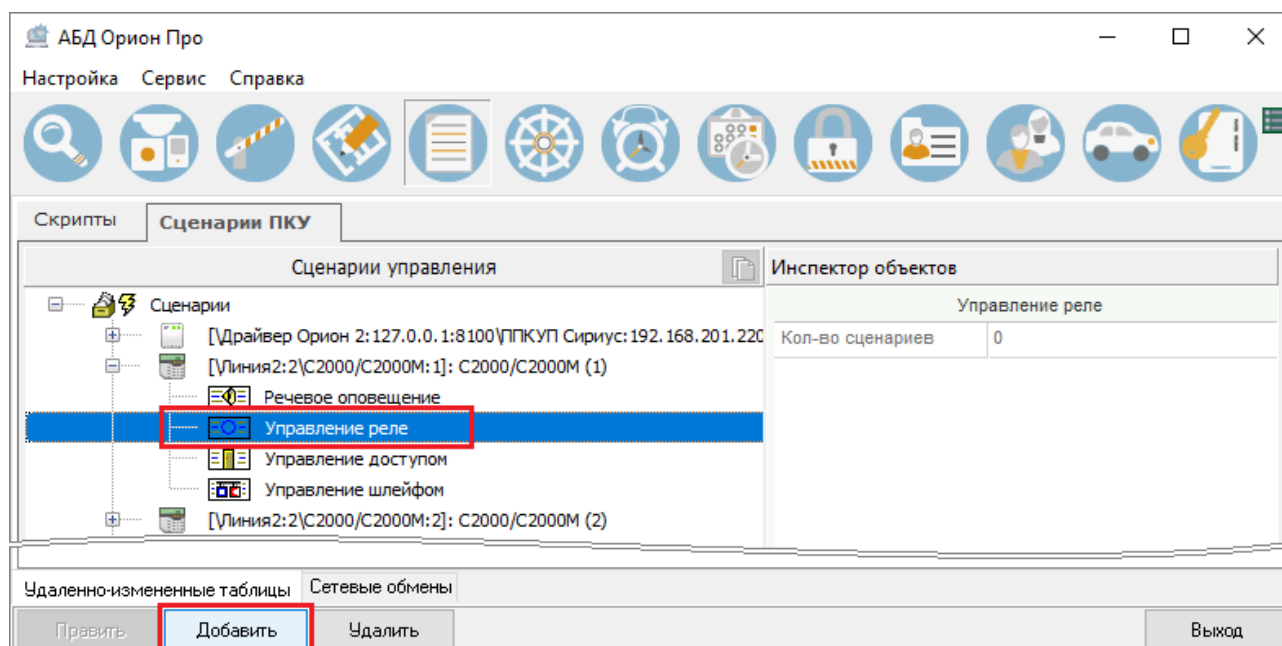 АБД Орион Про
Настройка Сервис Справка
Скрипты Сценарии ПКУ
Сценарии управления Инспектор объектов
Сценарии Управление реле
[\Драйвер Орион 2:127.0.0.1:8100\ППКУП Сириус:192.168.201.220 Кол-во сценариев 0
[\Линия2:2\С2000/С2000М:1]: С2000/С2000М (1)
Речевое оповещение
Управление реле
Управление доступом
Управление шлейфом
[\Линия2:2\С2000/С2000М:2]: С2000/С2000М (2)
Удаленно-измененные таблицы Сетевые обмены
Править Добавить Удалить Выход